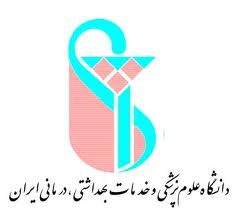 دانشگاه علوم پزشکی و خدمات بهداشتی، درمانی ایران